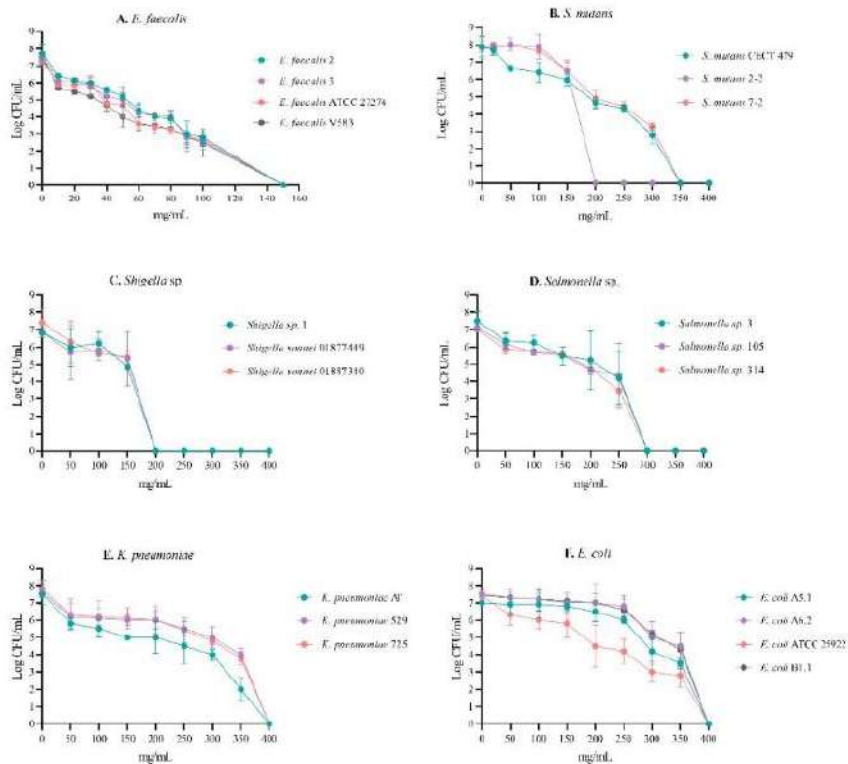 A. E. faecalis
Log CFU/mL
9
8
7
6
5
4
3
2
1
0
0 20 40 60 80 100 120 140 160
mg/mL
E. faecalis 2
E. faecalis 3
E. faecalis ATCC 27274
E. faecalis V583
B. S. mutans
Log CFU/mL
10
9
8
7
6
5
4
3
2
1
0
0 50 100 150 200 250 300 350 400
mg/mL
S. mutans CECT 479
S. mutans 2-2
S. mutans 7-2
C. Shigella sp
Log CFU/mL
9
8
7
6
5
4
3
2
1
0
0 50 100 150 200 250 300 350 400
mg/mL
Shigella sp. 1
Shigella sonnei 01877449
Shigella sonnei
D. Salmonella sp.
Log CFU/mL
9
8
7
6
5
4
3
2
1
0
0 50 100 150 200 250 300 350 400
mg/mL
Salmonella sp. 3
Salmonella sp. 105
Salmonella sp. 314
E. K. pneumoniae
Log CFU/mL
9
8
7
6
5
4
3
2
1
0
0 50 100 150 200 250 300 350 400
mg/mL
K. pneumoniae
K. pneumoniae 529
K. pneumoniae 725
F. E. coli
Log CFU/mL
9
8
7
6
5
4
3
2
1
0
0 50 100 150 200 250 300 350 400
mg/mL
E. coli A5.1
E. coli A6.2
E. coli ATCC 25922
E. coli B1.1